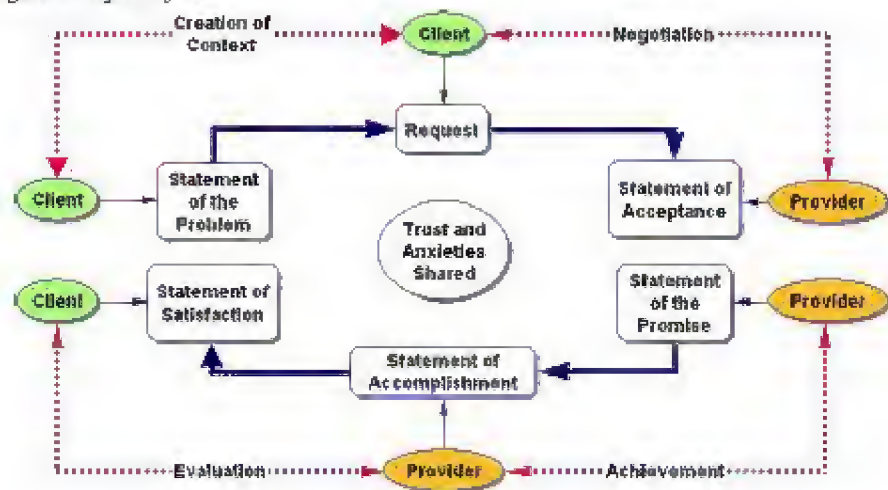 Creation of
Context
Client
Negotiation
Request
Client
Statement
of the
Problem
Statement of
Acceptance
Provider
Trust and
Anxieties
Shared
Client
Statement of
Satisfaction
Statement
of the
Promise
Provider
Statement of
Accomplishment
Evaluation
Provider
Achievement